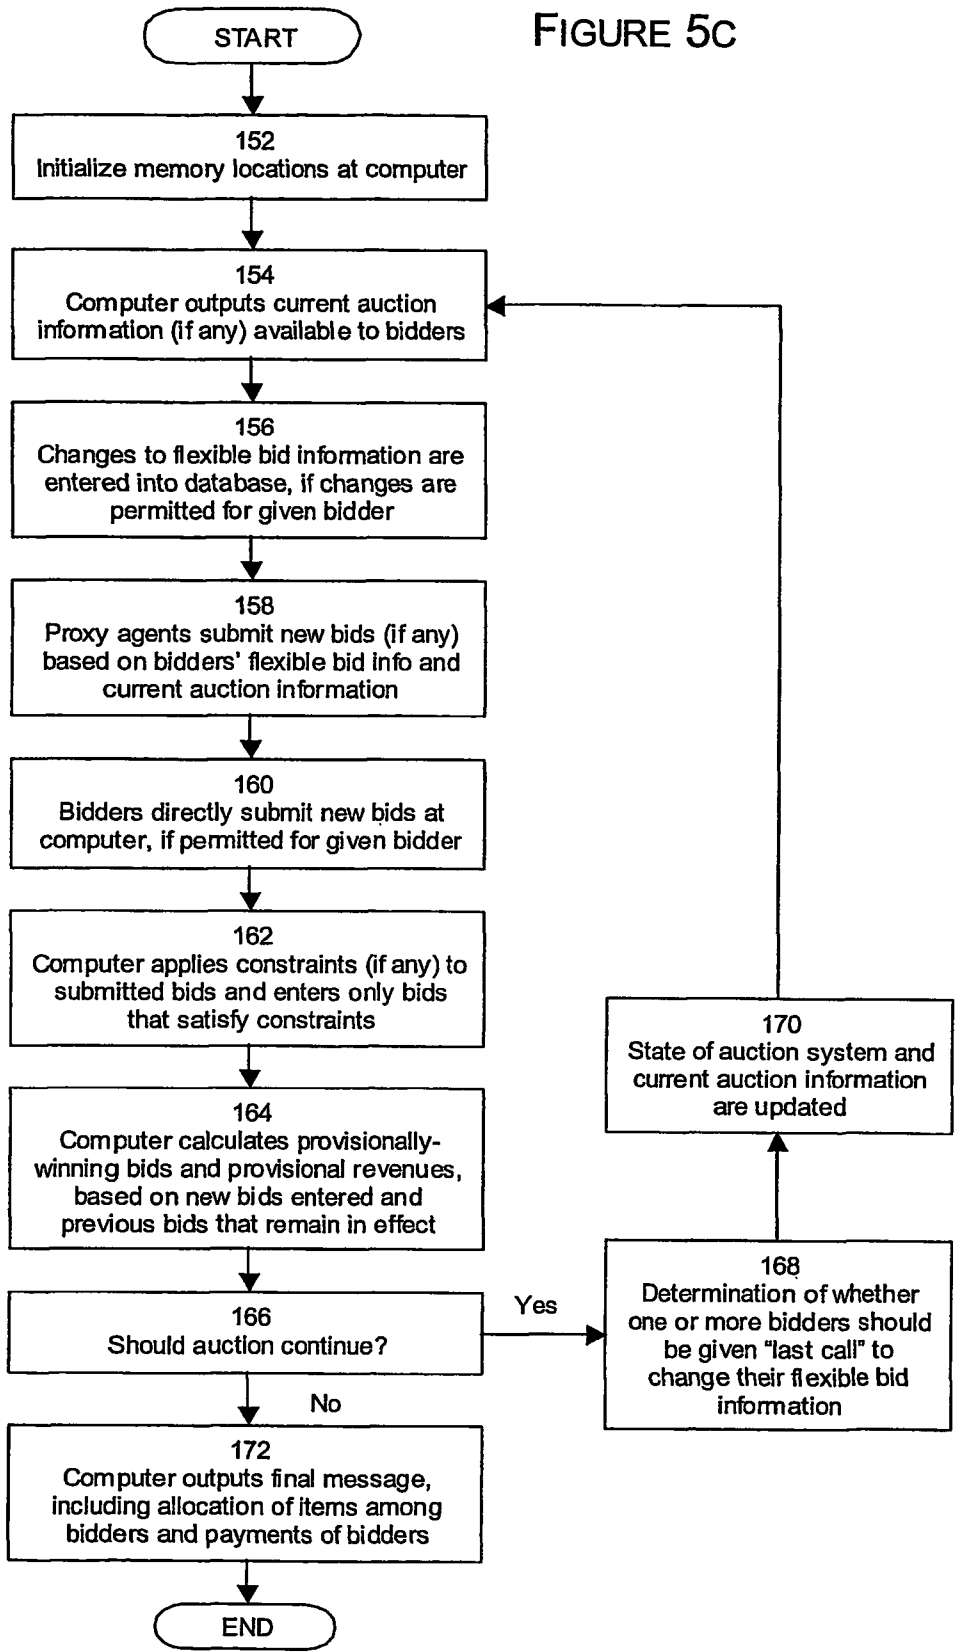 FIGURE 5C
START
152
Initialize memory locations at computer
154
Computer outputs current auction
information (if any) available to bidders
156
Changes to flexible bid information are
entered into database, if changes are
permitted for given bidder
158
Proxy agents submit new bids (if any)
based on bidders' flexible bid info and
current auction information
160
Bidders directly submit new bids at
computer, if permitted for given bidder
162
Computer applies constraints (if any) to
submitted bids and enters only bids
that satisfy constraints
164
Computer calculates provisionally-
winning bids and provisional revenues,
based on new bids entered and
previous bids that remain in effect
166
Should auction continue?
Yes
168
Determination of whether
one or more bidders should
be given "last call" to
change their flexible bid
information
170
State of auction system and
current auction information
are updated
No
172
Computer outputs final message,
including allocation of items among
bidders and payments of bidders
END